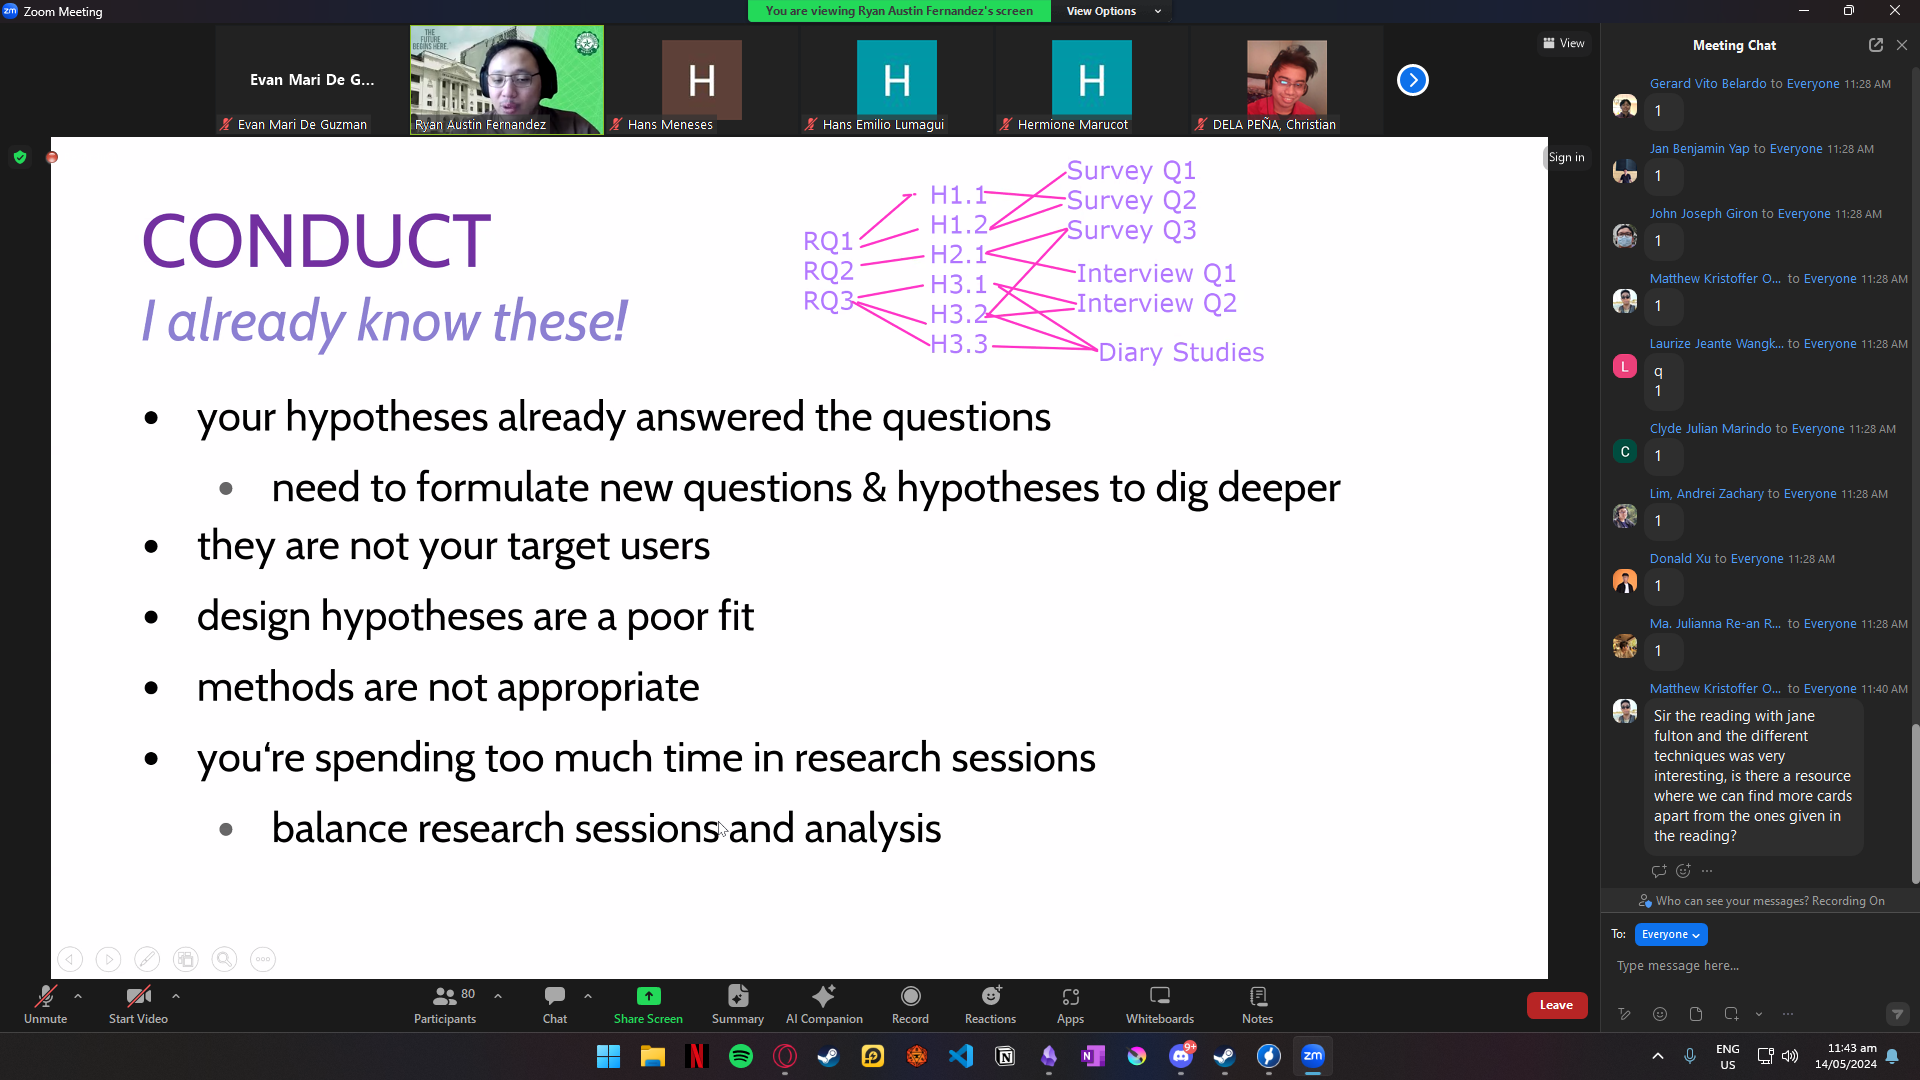 Zoom Meeting
You are viewing Ryan Austin Fernandez's screen
View Options
Evan Mari De G...
Evan Mari De Guzman
THE FUTURE BEGINS HERE.
Ryan Austin Fernandez
H
Hans Meneses
H
Hans Emilio Lumagui
H
Hermione Marucot
DELA PEÑA, Christian
View
Sign in
CONDUCT
I already know these!
RQ1
RQ2
RQ3
H1.1
H1.2
H2.1
H3.1
H3.2
H3.3
Survey Q1
Survey Q2
Survey Q3
Interview Q1
Interview Q2
Diary Studies
• your hypotheses already answered the questions
• need to formulate new questions & hypotheses to dig deeper
• they are not your target users
• design hypotheses are a poor fit
• methods are not appropriate
• you‘re spending too much time in research sessions
• balance research sessions and analysis
Meeting Chat
Gerard Vito Belardo to Everyone 11:28 AM
1
Jan Benjamin Yap to Everyone 11:28 AM
1
John Joseph Giron to Everyone 11:28 AM
1
Matthew Kristoffer O... to Everyone 11:28 AM
1
Laurize Jeante Wangk... to Everyone 11:28 AM
L
q
1
Clyde Julian Marindo to Everyone 11:28 AM
C
1
Lim, Andrei Zachary to Everyone 11:28 AM
1
Donald Xu to Everyone 11:28 AM
1
Ma. Julianna Re-an R... to Everyone 11:28 AM
1
Matthew Kristoffer O... to Everyone 11:40 AM
Sir the reading with jane
fulton and the different
techniques was very
interesting, is there a resource
where we can find more cards
apart from the ones given in
the reading?
Who can see your messages? Recording On
To: Everyone
Type message here...
Unmute
Start Video
80
Participants
Chat
Share Screen
Summary
AI Companion
Record
Reactions
Apps
Whiteboards
Notes
Leave
9+
zm
ENG
US
11:43 am
14/05/2024